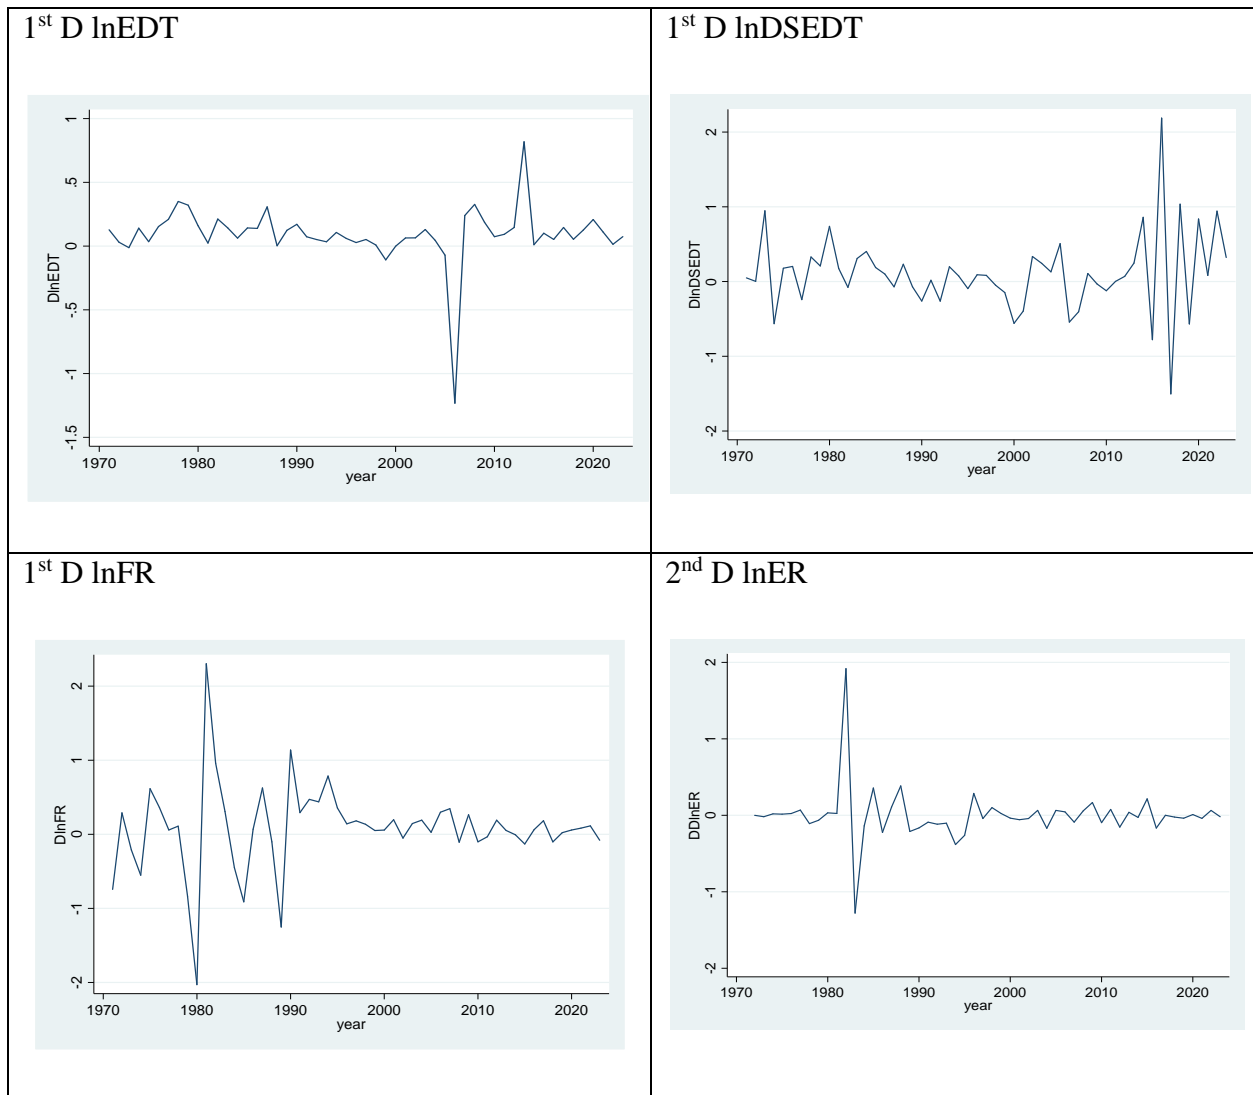 1st D lnEDT
1
.5
0
-.5
-1
-1.5
DlnEDT
1970 1980 1990 2000 2010 2020
year
1st D lnDSEDT
2
1
0
-1
-2
DlnDSEDT
1970 1980 1990 2000 2010 2020
year
1st D lnFR
2
1
0
-1
-2
DlnFR
1970 1980 1990 2000 2010 2020
year
2nd D lnER
2
1
0
-1
-2
DDlnER
1970 1980 1990 2000 2010 2020
year